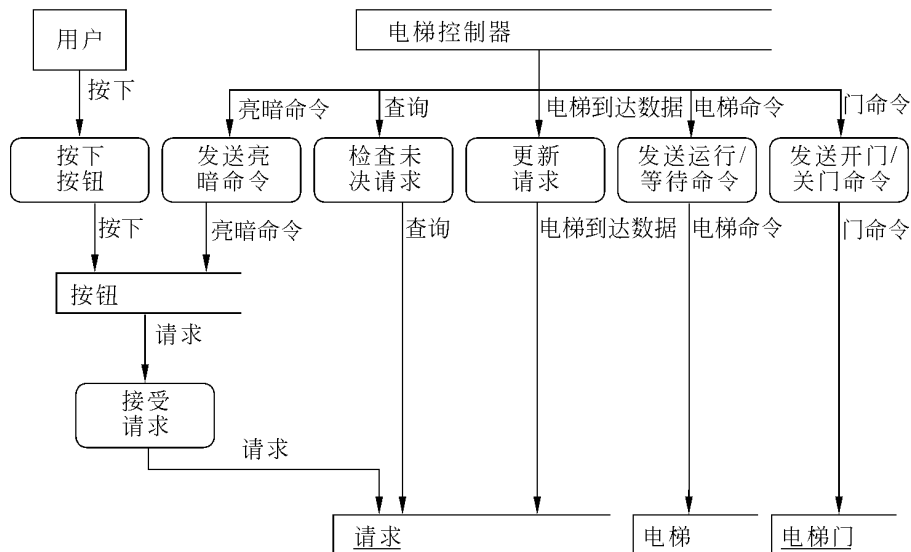 用户
电梯控制器
按下
亮暗命令
查询
电梯到达数据
电梯命令
门命令
按下
按钮
发送亮
暗命令
检查未
决请求
更新
请求
发送运行/
等待命令
发送开门/
关门命令
按下
亮暗命令
查询
电梯到达数据
电梯命令
门命令
按钮
请求
接受
请求
请求
请求
电梯
电梯门